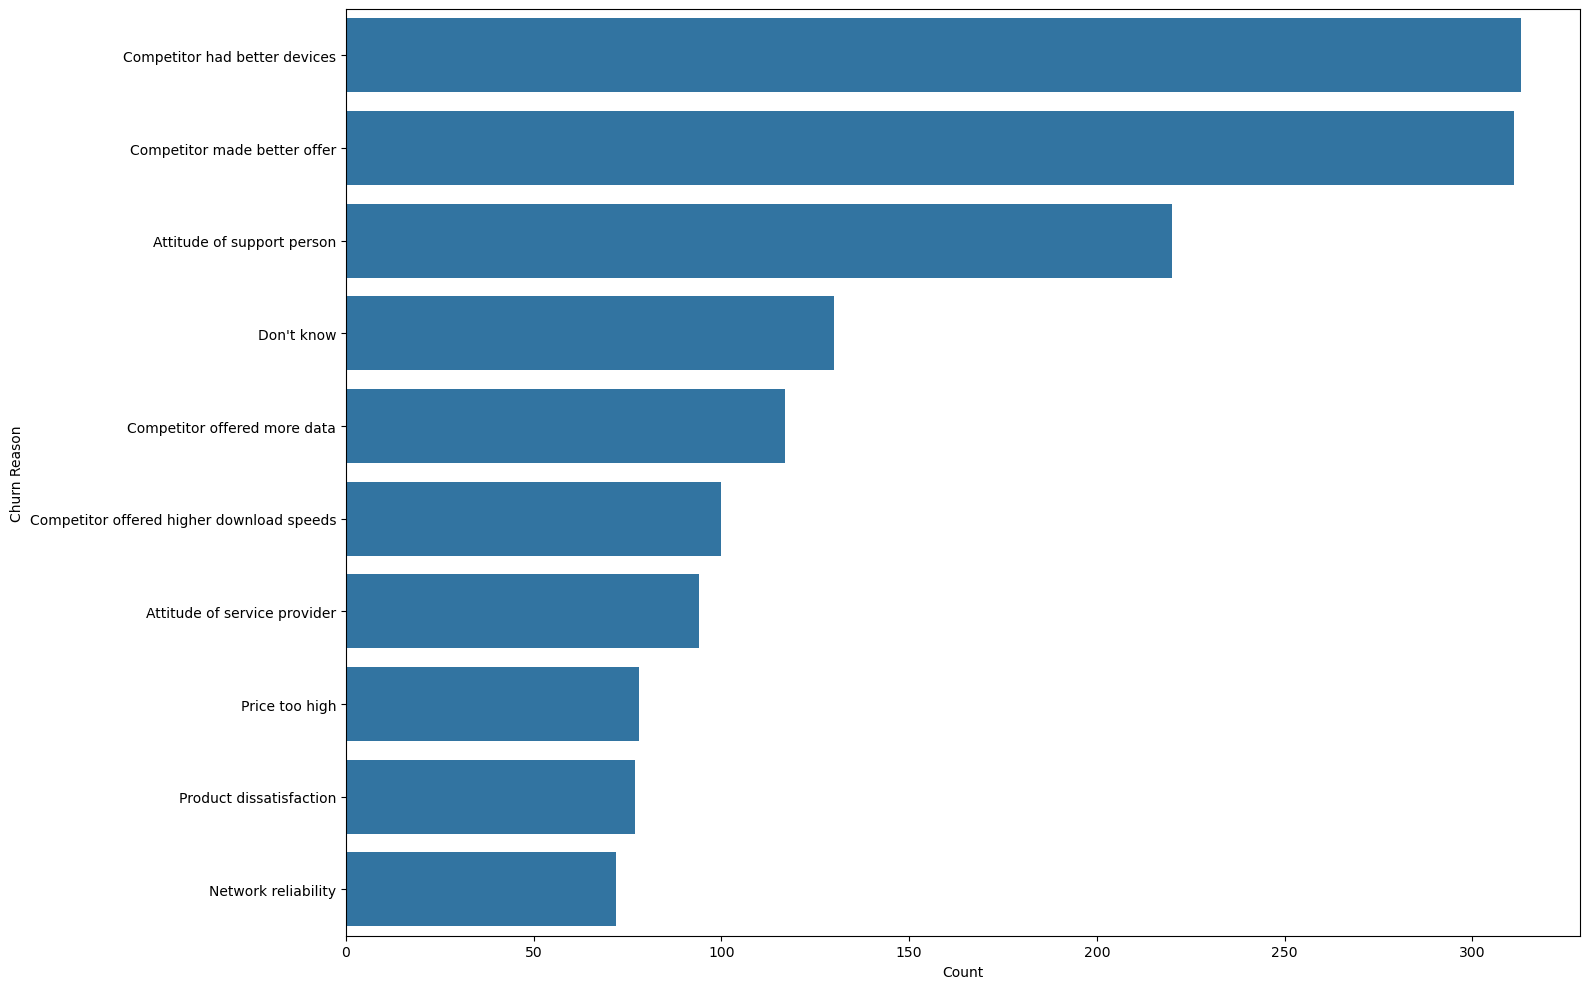 Competitor had better devices
Competitor made better offer
Attitude of support person
Don't know
Competitor offered more data
Competitor offered higher download speeds
Attitude of service provider
Price too high
Product dissatisfaction
Network reliability
Churn Reason
0 50 100 150 200 250 300
Count